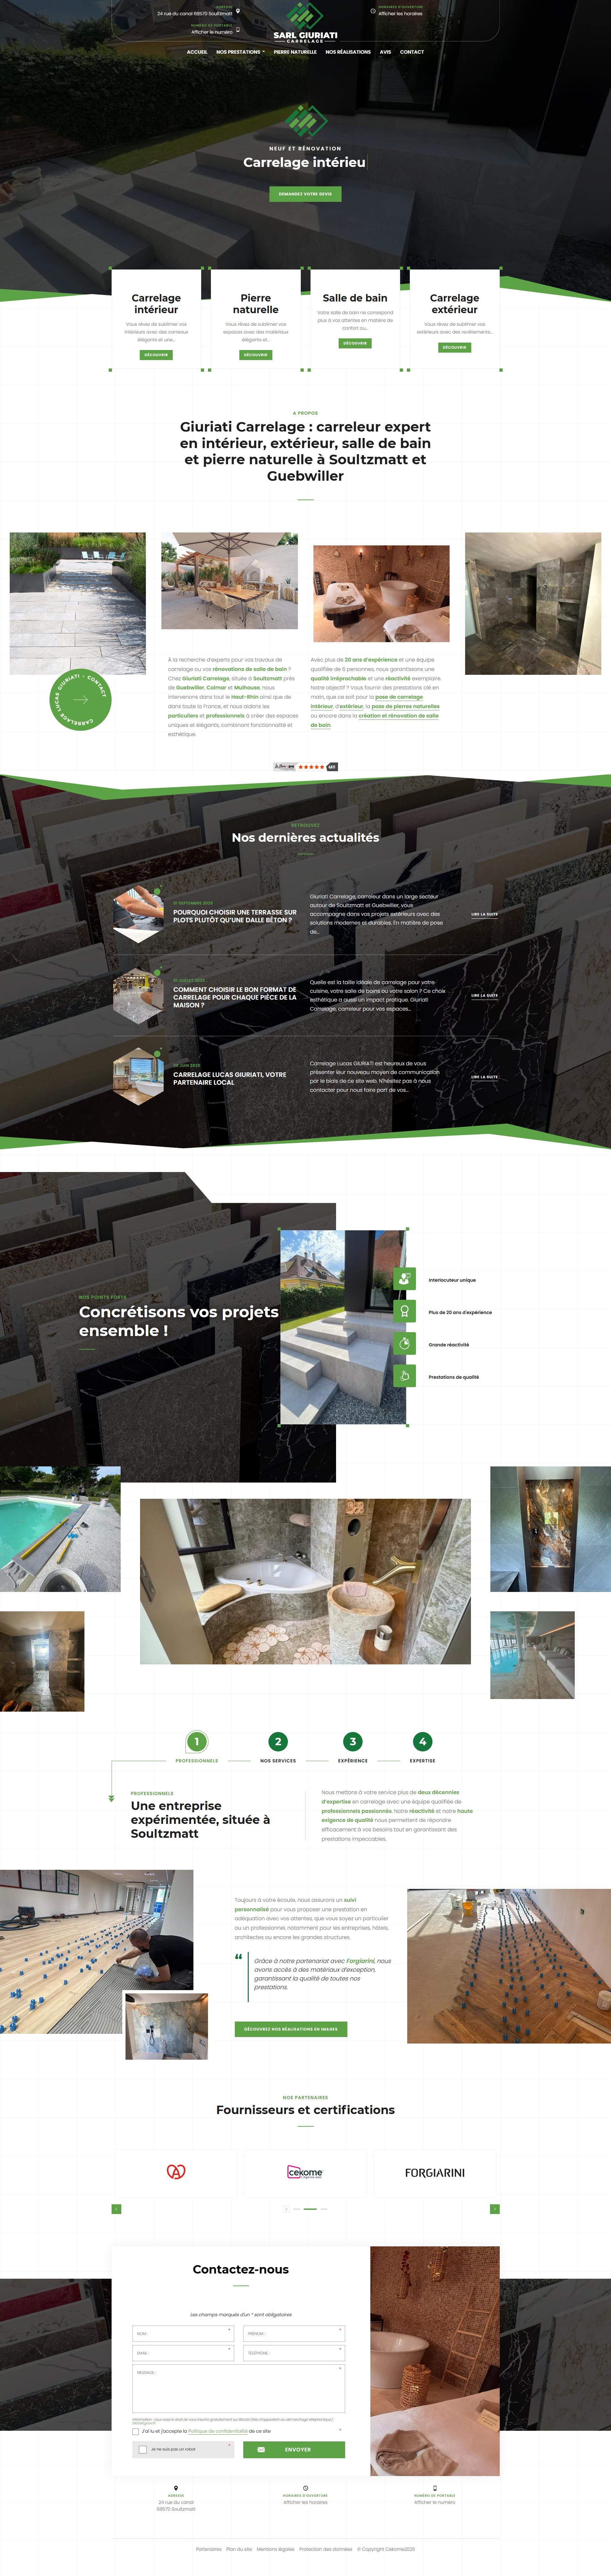 ADRESSE
24 rue du canal 68570 Soultzmatt
NUMÉRO DE PORTABLE
Afficher le numéro
SARL GIURIATI
CARRELAGE
HORAIRES D'OUVERTURE
Afficher les horaires
ACCUEIL NOS PRESTATIONS PIERRE NATURELLE NOS RÉALISATIONS AVIS CONTACT
NEUF ET RÉNOVATION
Carrelage intérieu
DEMANDEZ VOTRE DEVIS
Carrelage
intérieur
Vous rêvez de sublimer vos
intérieurs avec des carreaux
élégants et une...
DÉCOUVRIR
Pierre
naturelle
Vous rêvez de sublimer vos
espaces avec des matériaux
élégants et...
DÉCOUVRIR
Salle de bain
Votre salle de bain ne correspond
plus à vos attentes en matière de
confort ou...
DÉCOUVRIR
Carrelage
extérieur
Vous rêvez de sublimer vos
extérieurs avec des revêtements...
DÉCOUVRIR
A PROPOS
Giuriati Carrelage : carreleur expert
en intérieur, extérieur, salle de bain
et pierre naturelle à Soultzmatt et
Guebwiller
CARRELAGE LUCAS GIURIATI - CONTACT
À la recherche d'experts pour vos travaux de
carrelage ou vos rénovations de salle de bain ?
Chez Giuriati Carrelage, située à Soultzmatt près
de Guebwiller, Colmar et Mulhouse, nous
intervenons dans tout le Haut-Rhin ainsi que de
dans toute la France, et nous aidons les
particuliers et professionnels à créer des espaces
uniques et élégants, combinant fonctionnalité et
esthétique.
Avec plus de 20 ans d'expérience et une équipe
qualifiée de 6 personnes, nous garantissons une
qualité irréprochable et une réactivité exemplaire.
Notre objectif ? Vous fournir des prestations clé en
main, que ce soit pour la pose de carrelage
intérieur, d'extérieur, la pose de pierres naturelles
ou encore dans la création et rénovation de salle
de bain.
RETROUVEZ
Nos dernières actualités
01 SEPTEMBRE 2025
POURQUOI CHOISIR UNE TERRASSE SUR
PLOTS PLUTÔT QU'UNE DALLE BÉTON ?
Giuriati Carrelage, carreleur dans un large secteur
autour de Soultzmatt et Guebwiller, vous
accompagne dans vos projets extérieurs avec des
solutions modernes et durables. En matière de pose
de...
LIRE LA SUITE
COMMENT CHOISIR LE BON FORMAT DE
CARRELAGE POUR CHAQUE PIÈCE DE LA
MAISON ?
Quelle est la taille idéale de carrelage pour votre
cuisine, votre salle de bains ou votre salon ? Ce choix
esthétique a aussi un impact pratique. Giuriati
Carrelage, carreleur pour vos espaces...
LIRE LA SUITE
CARRELAGE LUCAS GIURIATI, VOTRE
PARTENAIRE LOCAL
Carrelage Lucas GIURIATI est heureux de vous
présenter leur nouveau moyen de communication
par le biais de ce site web. N'hésitez pas à nous
contacter pour nous faire part de vos...
LIRE LA SUITE
NOS POINTS FORTS
Concrétisons vos projets
ensemble !
Interlocuteur unique
Plus de 20 ans d'expérience
Grande réactivité
Prestations de qualité
1 2 3 4
PROFESSIONNELS NOS SERVICES EXPÉRIENCE EXPERTISE
PROFESSIONNELS
Une entreprise
expérimentée, située à
Soultzmatt
Nous mettons à votre service plus de deux décennies
d'expertise en carrelage avec une équipe qualifiée de
professionnels passionnés. Notre réactivité et notre haute
exigence de qualité nous permettent de répondre
efficacement à vos besoins tout en garantissant des
prestations impeccables.
Toujours à votre écoute, nous assurons un suivi
personnalisé pour vous proposer une prestation en
adéquation avec vos attentes, que vous soyez un particulier
ou un professionnel, notamment pour les entreprises, hôtels,
architectes ou encore les grandes structures.
“ Grâce à notre partenariat avec Forgiarini, nous
avons accès à des matériaux d'exception,
garantissant la qualité de toutes nos
prestations.
DÉCOUVREZ NOS RÉALISATIONS EN IMAGES
NOS PARTENAIRES
Fournisseurs et certifications
cekome
FORGIARINI
Contactez-nous
Les champs marqués d'un * sont obligatoires
NOM : *
PRÉNOM : *
EMAIL : *
TÉLÉPHONE : *
MESSAGE : *
J'ai lu et j'accepte la Politique de confidentialité de ce site *
Je ne suis pas un robot *
ENVOYER
ADRESSE
24 rue du canal
68570 Soultzmatt
HORAIRES D'OUVERTURE
Afficher les horaires
NUMÉRO DE PORTABLE
Afficher le numéro
Partenaires Plan du site Mentions légales Protection des données © Copyright Cekome2025